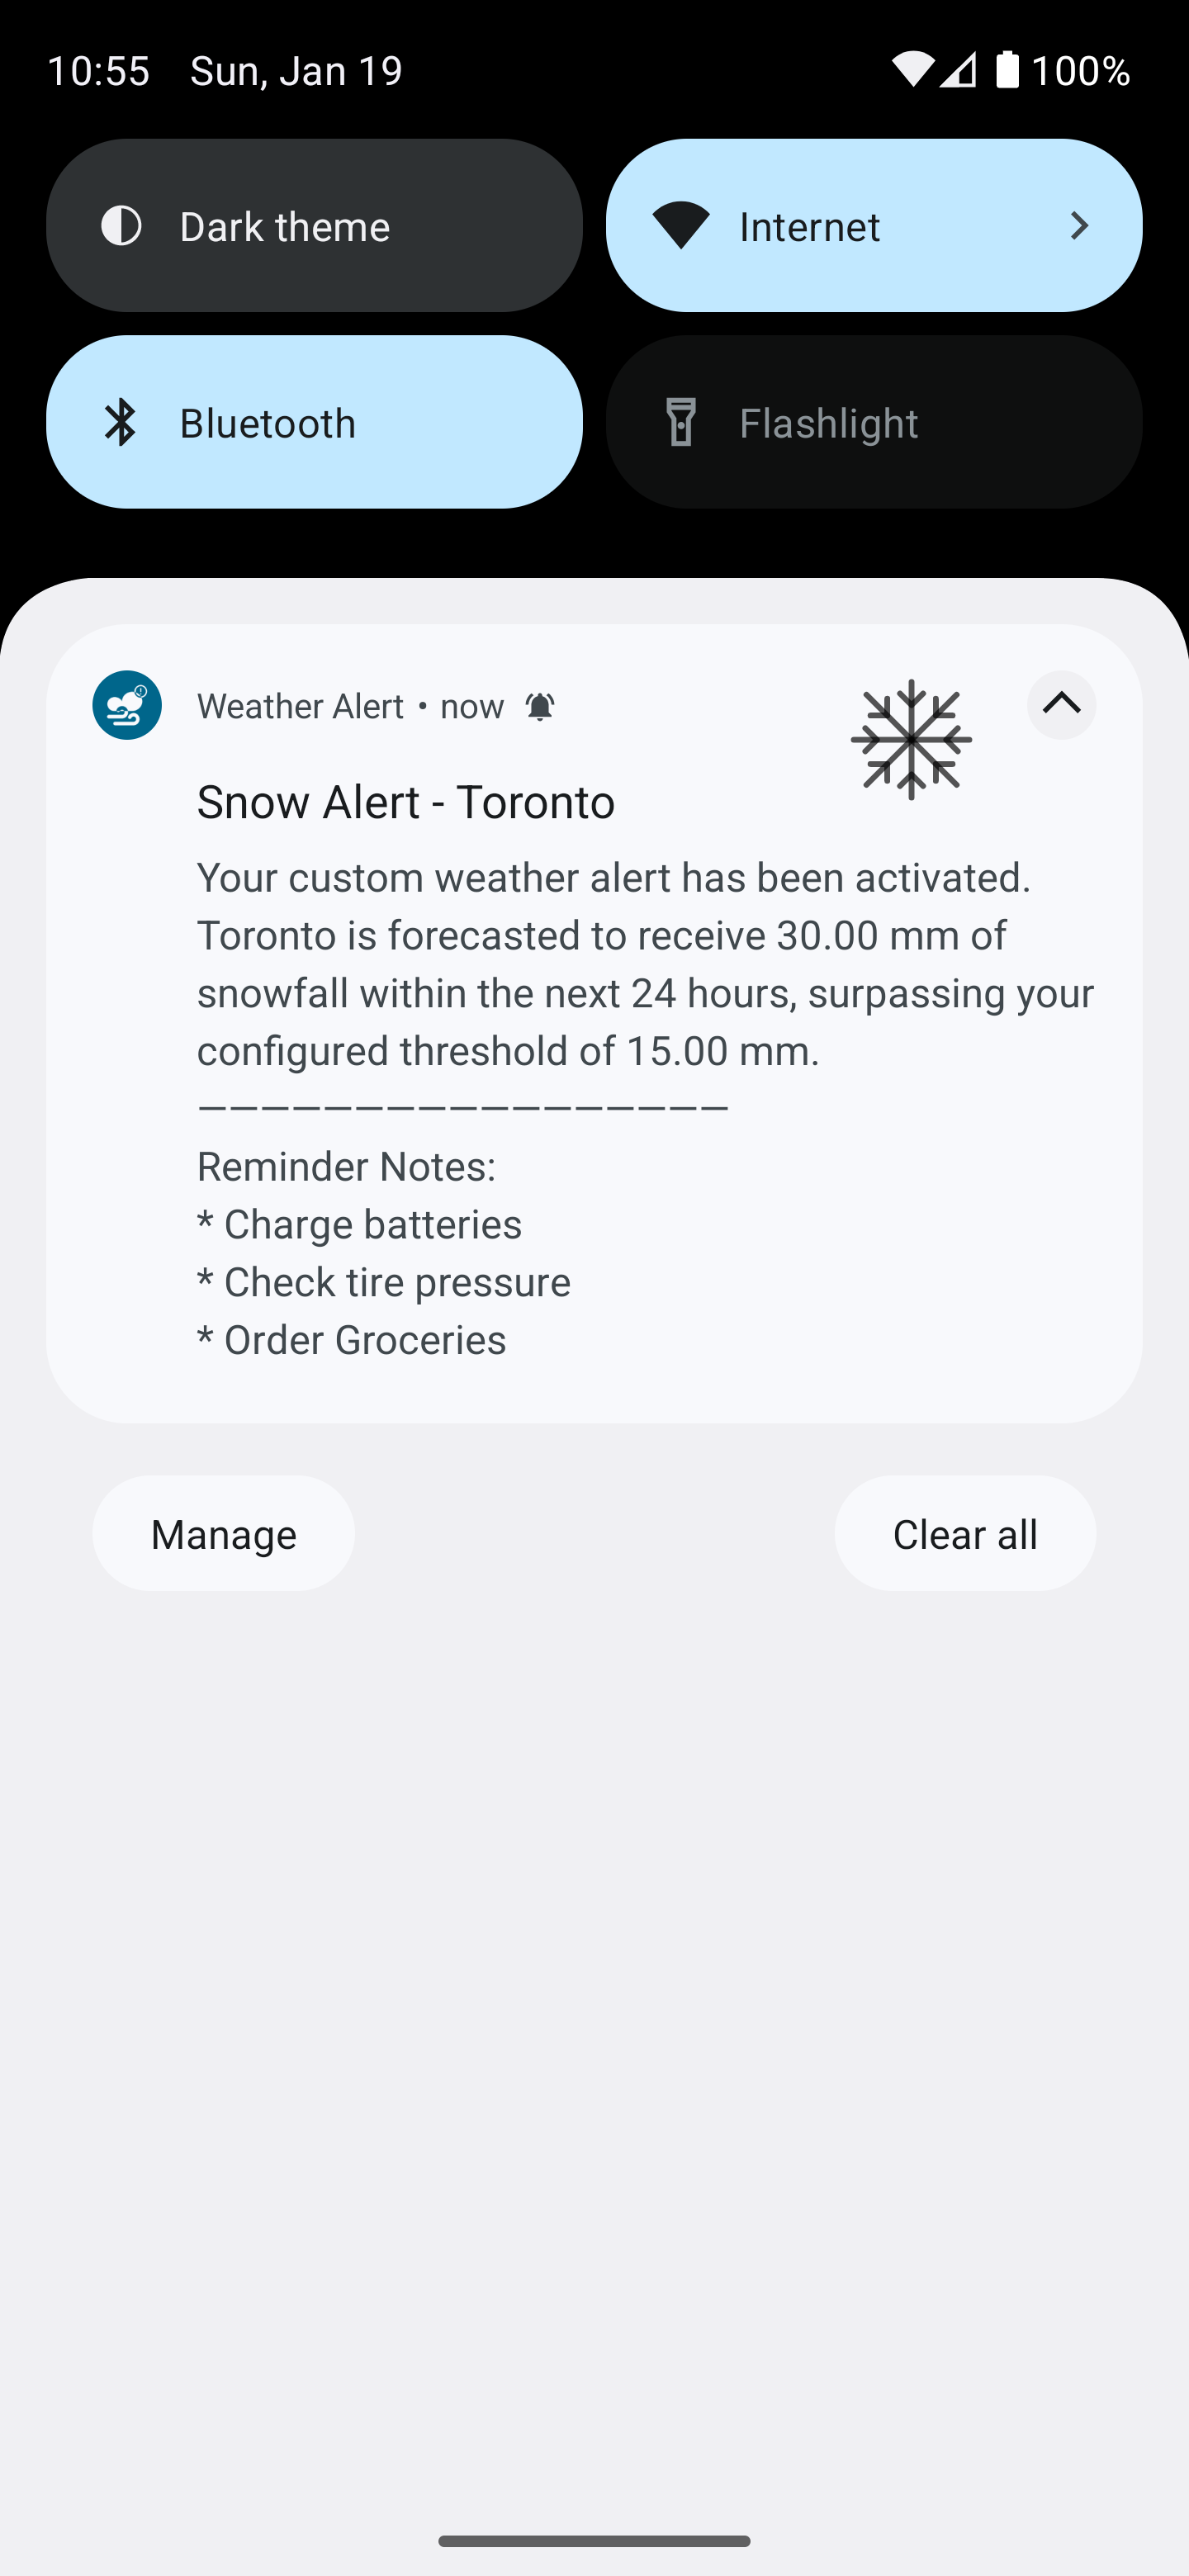 10:55 Sun, Jan 19 100%
Dark theme
Internet
Bluetooth
Flashlight
Weather Alert • now
Snow Alert - Toronto
Your custom weather alert has been activated.
Toronto is forecasted to receive 30.00 mm of
snowfall within the next 24 hours, surpassing your
configured threshold of 15.00 mm.
—————————————————
Reminder Notes:
* Charge batteries
* Check tire pressure
* Order Groceries
Manage
Clear all